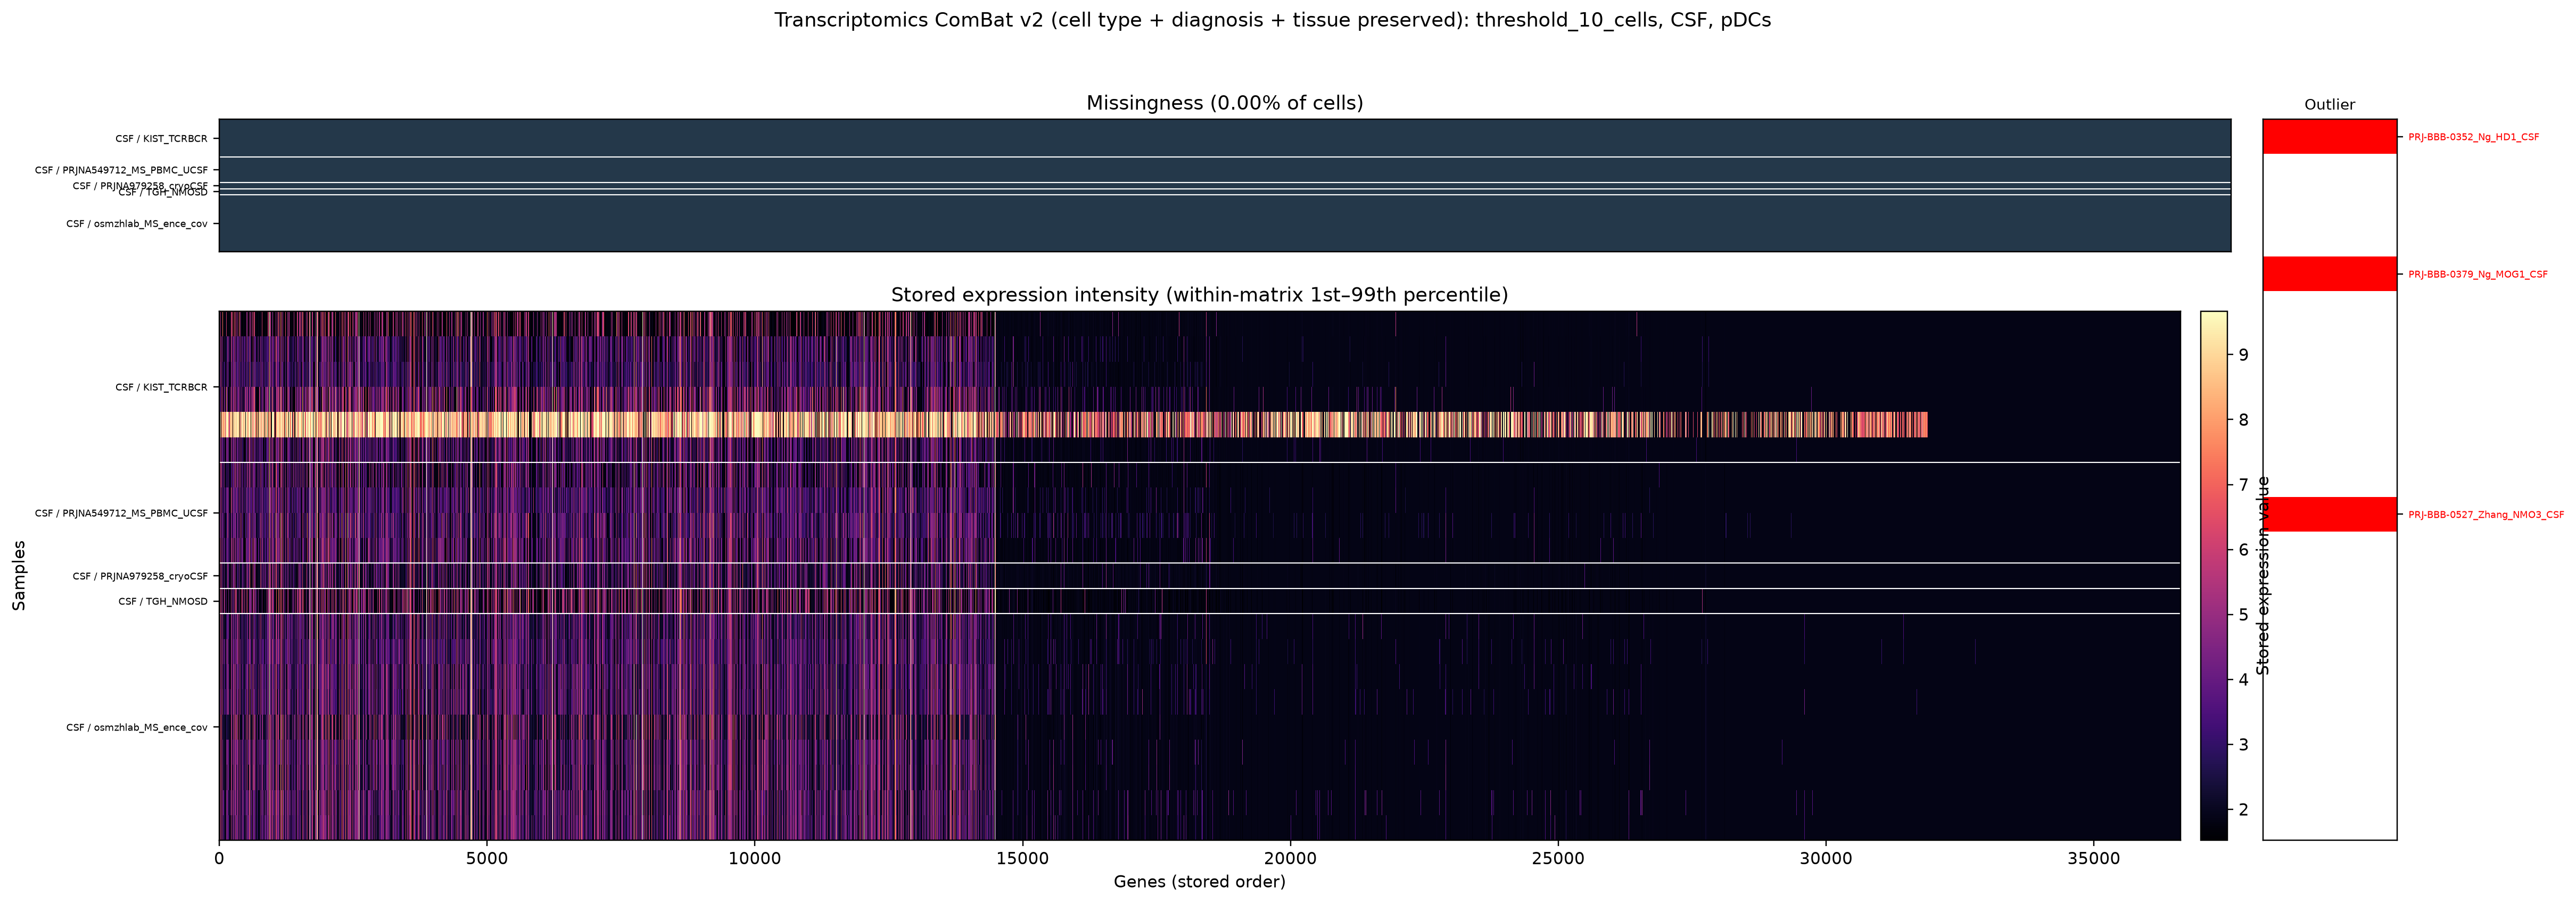 Transcriptomics ComBat v2 (cell type + diagnosis + tissue preserved): threshold_10_cells, CSF, pDCs
Missingness (0.00% of cells)
Outlier
CSF / KIST_TCRBCR
CSF / PRJNA549712_MS_PBMC_UCSF
CSF / PRJNA979258_cryoCSF
CSF / TGH_NMOSD
CSF / osmzhlab_MS_ence_cov
PRJ-BBB-0352_Ng_HD1_CSF
PRJ-BBB-0379_Ng_MOG1_CSF
PRJ-BBB-0527_Zhang_NMO3_CSF
Stored expression intensity (within-matrix 1st–99th percentile)
Samples
CSF / KIST_TCRBCR
CSF / PRJNA549712_MS_PBMC_UCSF
CSF / PRJNA979258_cryoCSF
CSF / TGH_NMOSD
CSF / osmzhlab_MS_ence_cov
9
8
7
6
5
4
3
2
Stored expression value
0 5000 10000 15000 20000 25000 30000 35000
Genes (stored order)